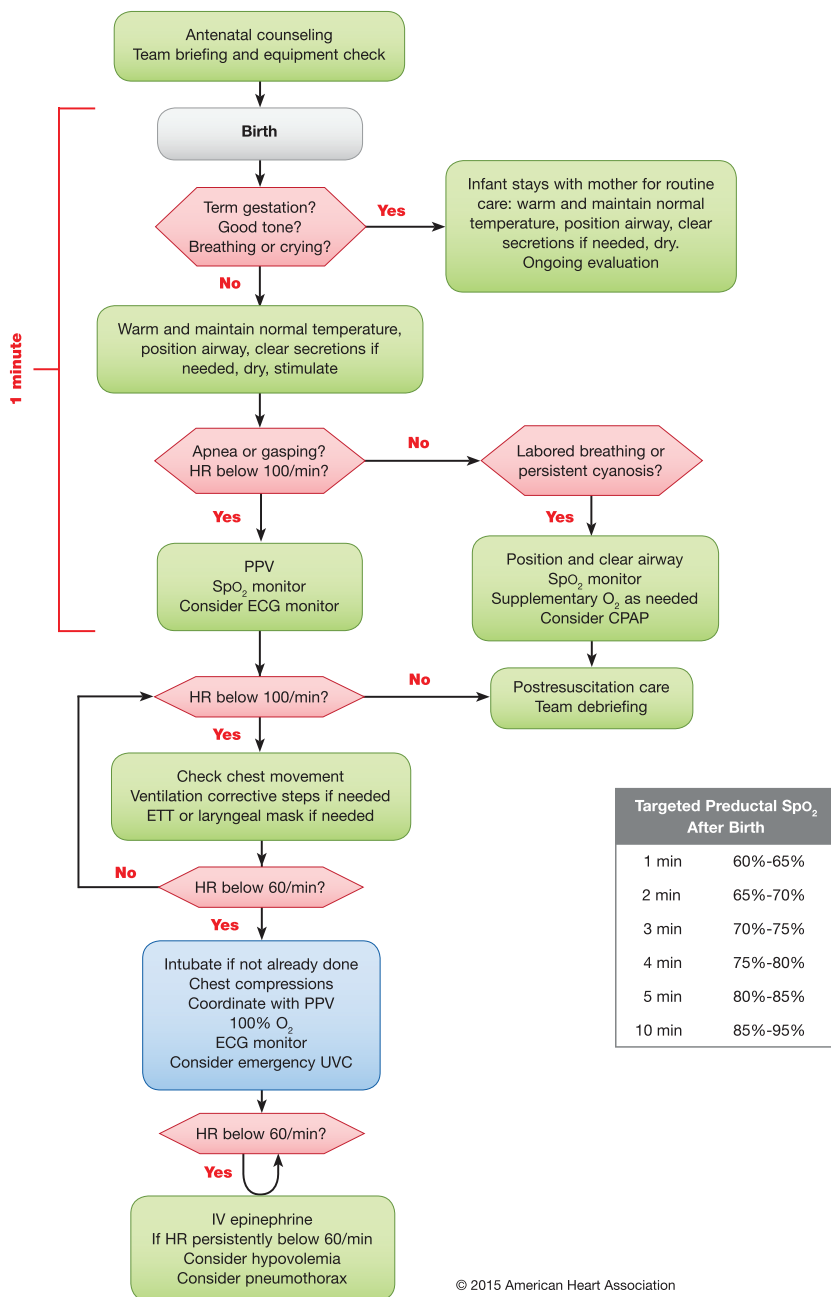 Antenatal counseling
Team briefing and equipment check
Birth
Term gestation?
Good tone?
Breathing or crying?
Yes
Infant stays with mother for routine
care: warm and maintain normal
temperature, position airway, clear
secretions if needed, dry.
Ongoing evaluation
No
1 minute
Warm and maintain normal temperature,
position airway, clear secretions if
needed, dry, stimulate
Apnea or gasping?
HR below 100/min?
No
Labored breathing or
persistent cyanosis?
Yes
Yes
PPV
SpO₂ monitor
Consider ECG monitor
Position and clear airway
SpO₂ monitor
Supplementary O₂ as needed
Consider CPAP
HR below 100/min?
No
Postresuscitation care
Team debriefing
Yes
Check chest movement
Ventilation corrective steps if needed
ETT or laryngeal mask if needed
No
HR below 60/min?
Yes
Intubate if not already done
Chest compressions
Coordinate with PPV
100% O₂
ECG monitor
Consider emergency UVC
HR below 60/min?
Yes
IV epinephrine
If HR persistently below 60/min
Consider hypovolemia
Consider pneumothorax
Targeted Preductal SpO₂
After Birth
1 min 60%-65%
2 min 65%-70%
3 min 70%-75%
4 min 75%-80%
5 min 80%-85%
10 min 85%-95%
© 2015 American Heart Association